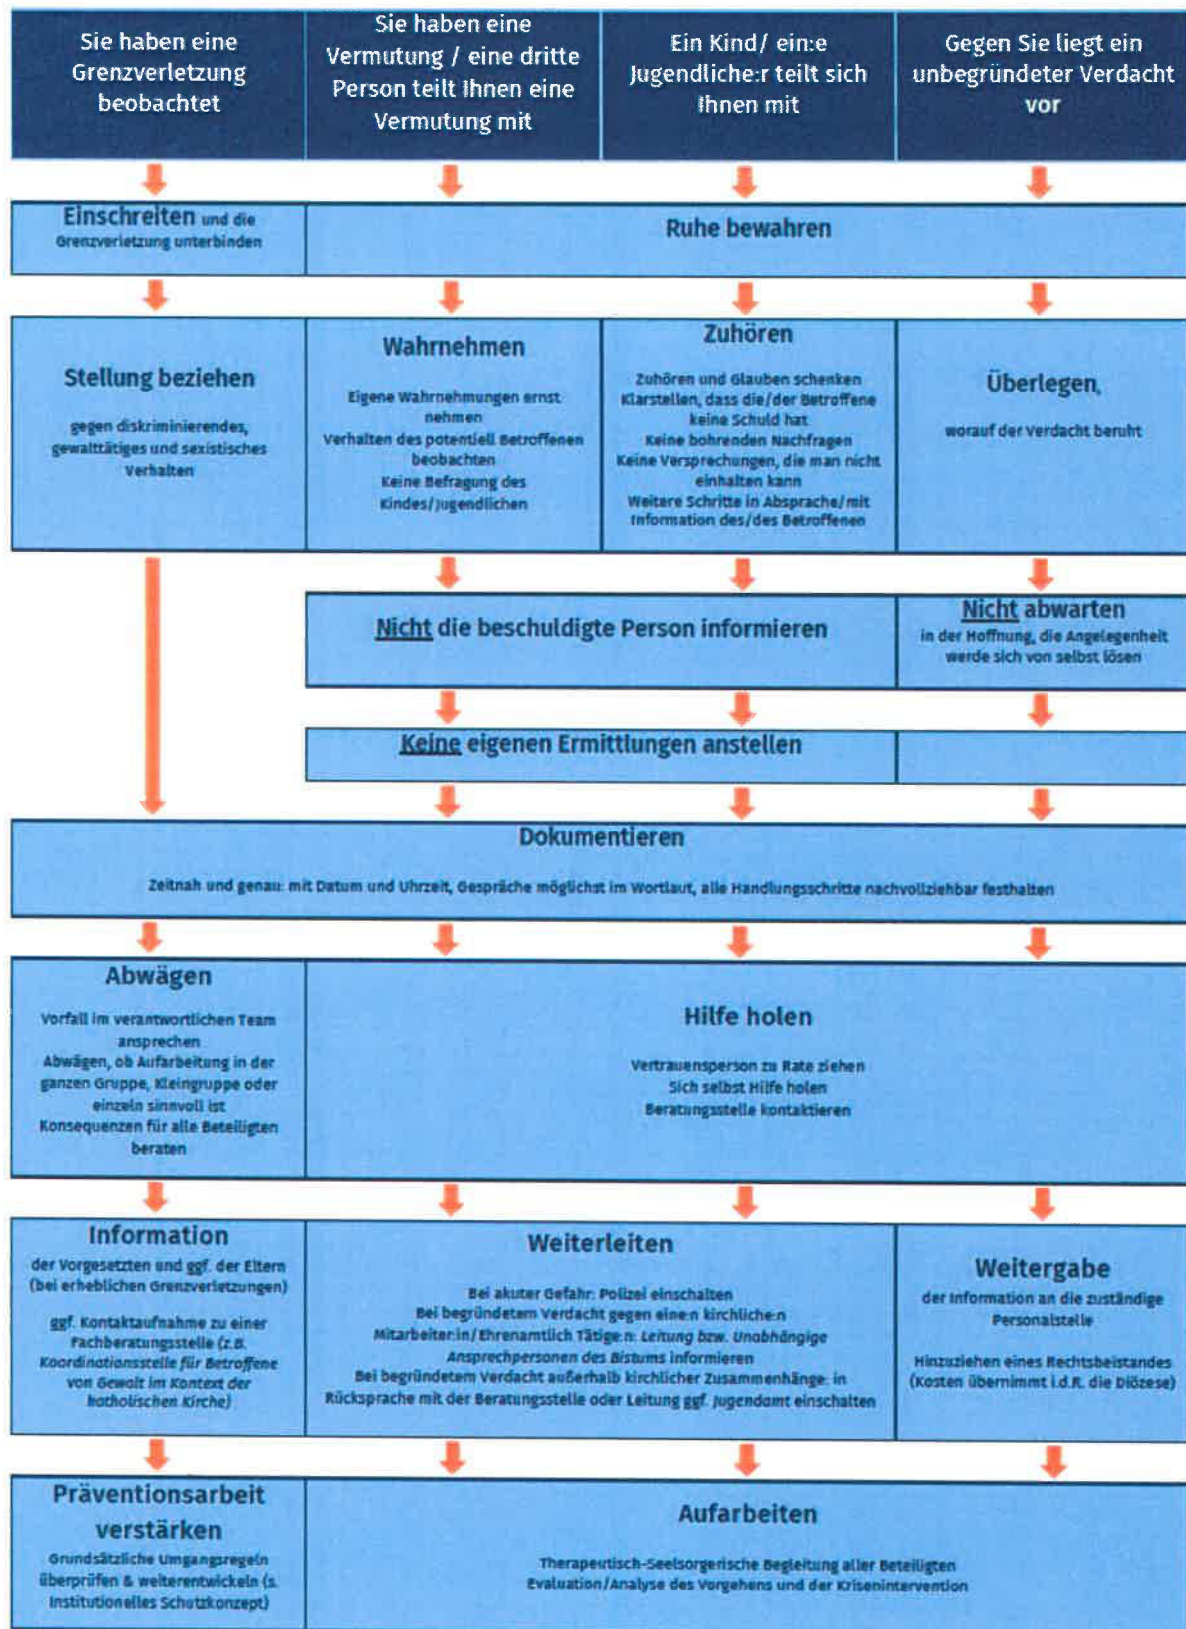 Sie haben eine
Grenzverletzung
beobachtet
Sie haben eine
Vermutung / eine dritte
Person teilt Ihnen eine
Vermutung mit
Ein Kind/ ein:e
Jugendliche:r teilt sich
Ihnen mit
Gegen Sie liegt ein
unbegründeter Verdacht
vor
Einschreiten und die
Grenzverletzung unterbinden
Ruhe bewahren
Stellung beziehen
gegen diskriminierendes,
gewalttätiges und sexistisches
Verhalten
Wahrnehmen
Eigene Wahrnehmungen ernst
nehmen
Verhalten des potentiell Betroffenen
beobachten
Keine Befragung des
Kindes/Jugendlichen
Zuhören
Zuhören und Glauben schenken
Klarstellen, dass die/der Betroffene
keine Schuld hat
Keine bohrenden Nachfragen
Keine Versprechungen, die man nicht
einhalten kann
Weitere Schritte in Absprache/mit
Information des/des Betroffenen
Überlegen,
worauf der Verdacht beruht
Nicht die beschuldigte Person informieren
Nicht abwarten
in der Hoffnung, die Angelegenheit
werde sich von selbst lösen
Keine eigenen Ermittlungen anstellen
Dokumentieren
Zeitnah und genau: mit Datum und Uhrzeit, Gespräche möglichst im Wortlaut, alle Handlungsschritte nachvollziehbar festhalten
Abwägen
Vorfall im verantwortlichen Team
ansprechen
Abwägen, ob Aufarbeitung in der
ganzen Gruppe, Kleingruppe oder
einzeln sinnvoll ist
Konsequenzen für alle Beteiligten
beraten
Hilfe holen
Vertrauensperson zu Rate ziehen
Sich selbst Hilfe holen
Beratungsstelle kontaktieren
Information
der Vorgesetzten und ggf. der Eltern
(bei erheblichen Grenzverletzungen)
ggf. Kontaktaufnahme zu einer
Fachberatungsstelle (z.B.
Koordinationsstelle für Betroffene
von Gewalt im Kontext der
katholischen Kirche)
Weiterleiten
Bei akuter Gefahr: Polizei einschalten
Bei begründetem Verdacht gegen eine:n kirchliche:n
Mitarbeiter:in/Ehrenamtlich Tätige:n: Leitung bzw. Unabhängige
Ansprechpersonen des Bistums informieren
Bei begründetem Verdacht außerhalb kirchlicher Zusammenhänge: in
Rücksprache mit der Beratungsstelle oder Leitung ggf. Jugendamt einschalten
Weitergabe
der Information an die zuständige
Personalstelle
Hinzuziehen eines Rechtsbeistandes
(Kosten übernimmt i.d.R. die Diözese)
Präventionsarbeit
verstärken
Grundsätzliche Umgangsregeln
überprüfen & weiterentwickeln (s.
Institutionelles Schutzkonzept)
Aufarbeiten
Therapeutisch-Seelsorgerische Begleitung aller Beteiligten
Evaluation/Analyse des Vorgehens und der Krisenintervention